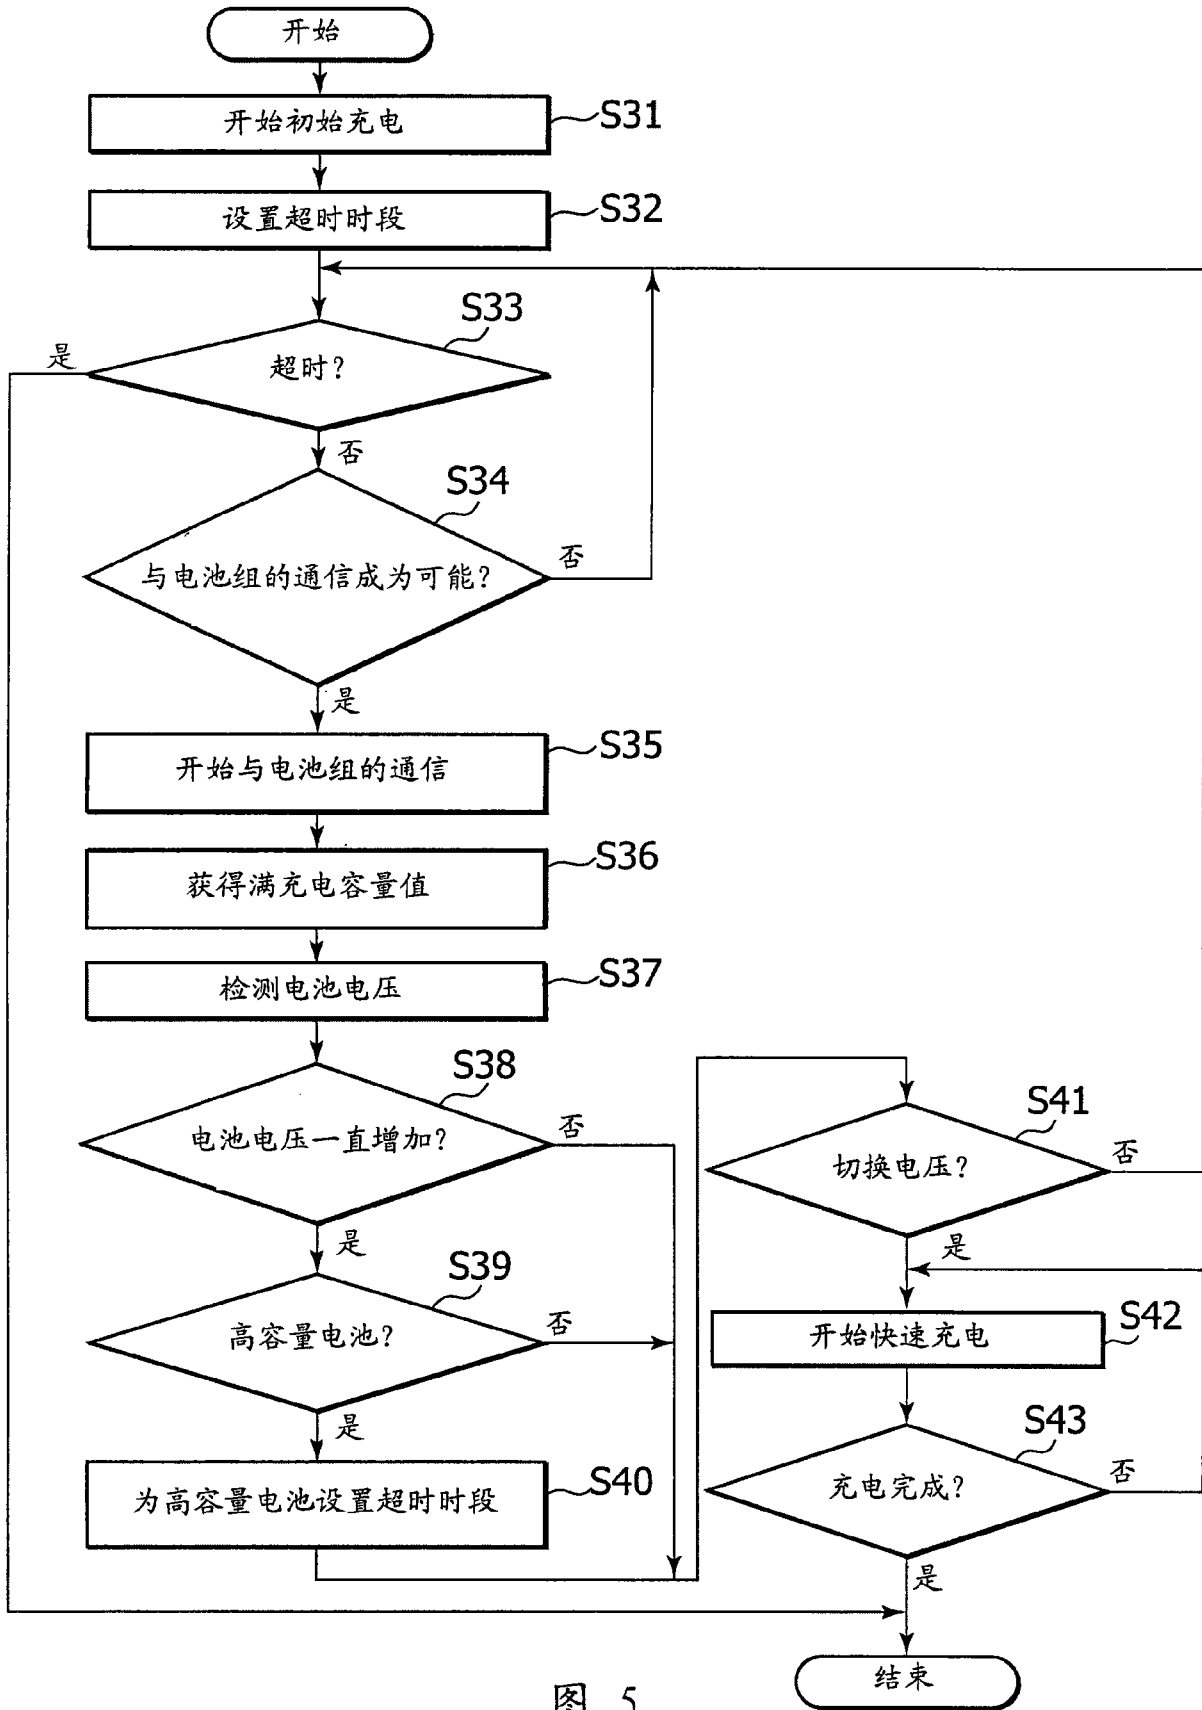 开始
开始初始充电
S31
设置超时时段
S32
S33
超时?
是
否
S34
与电池组的通信成为可能?
否
是
开始与电池组的通信
S35
获得满充电容量值
S36
检测电池电压
S37
S38
电池电压一直增加?
否
是
S39
高容量电池?
否
是
为高容量电池设置超时时段
S40
S41
切换电压?
否
是
开始快速充电
S42
S43
充电完成?
否
是
结束
图 5